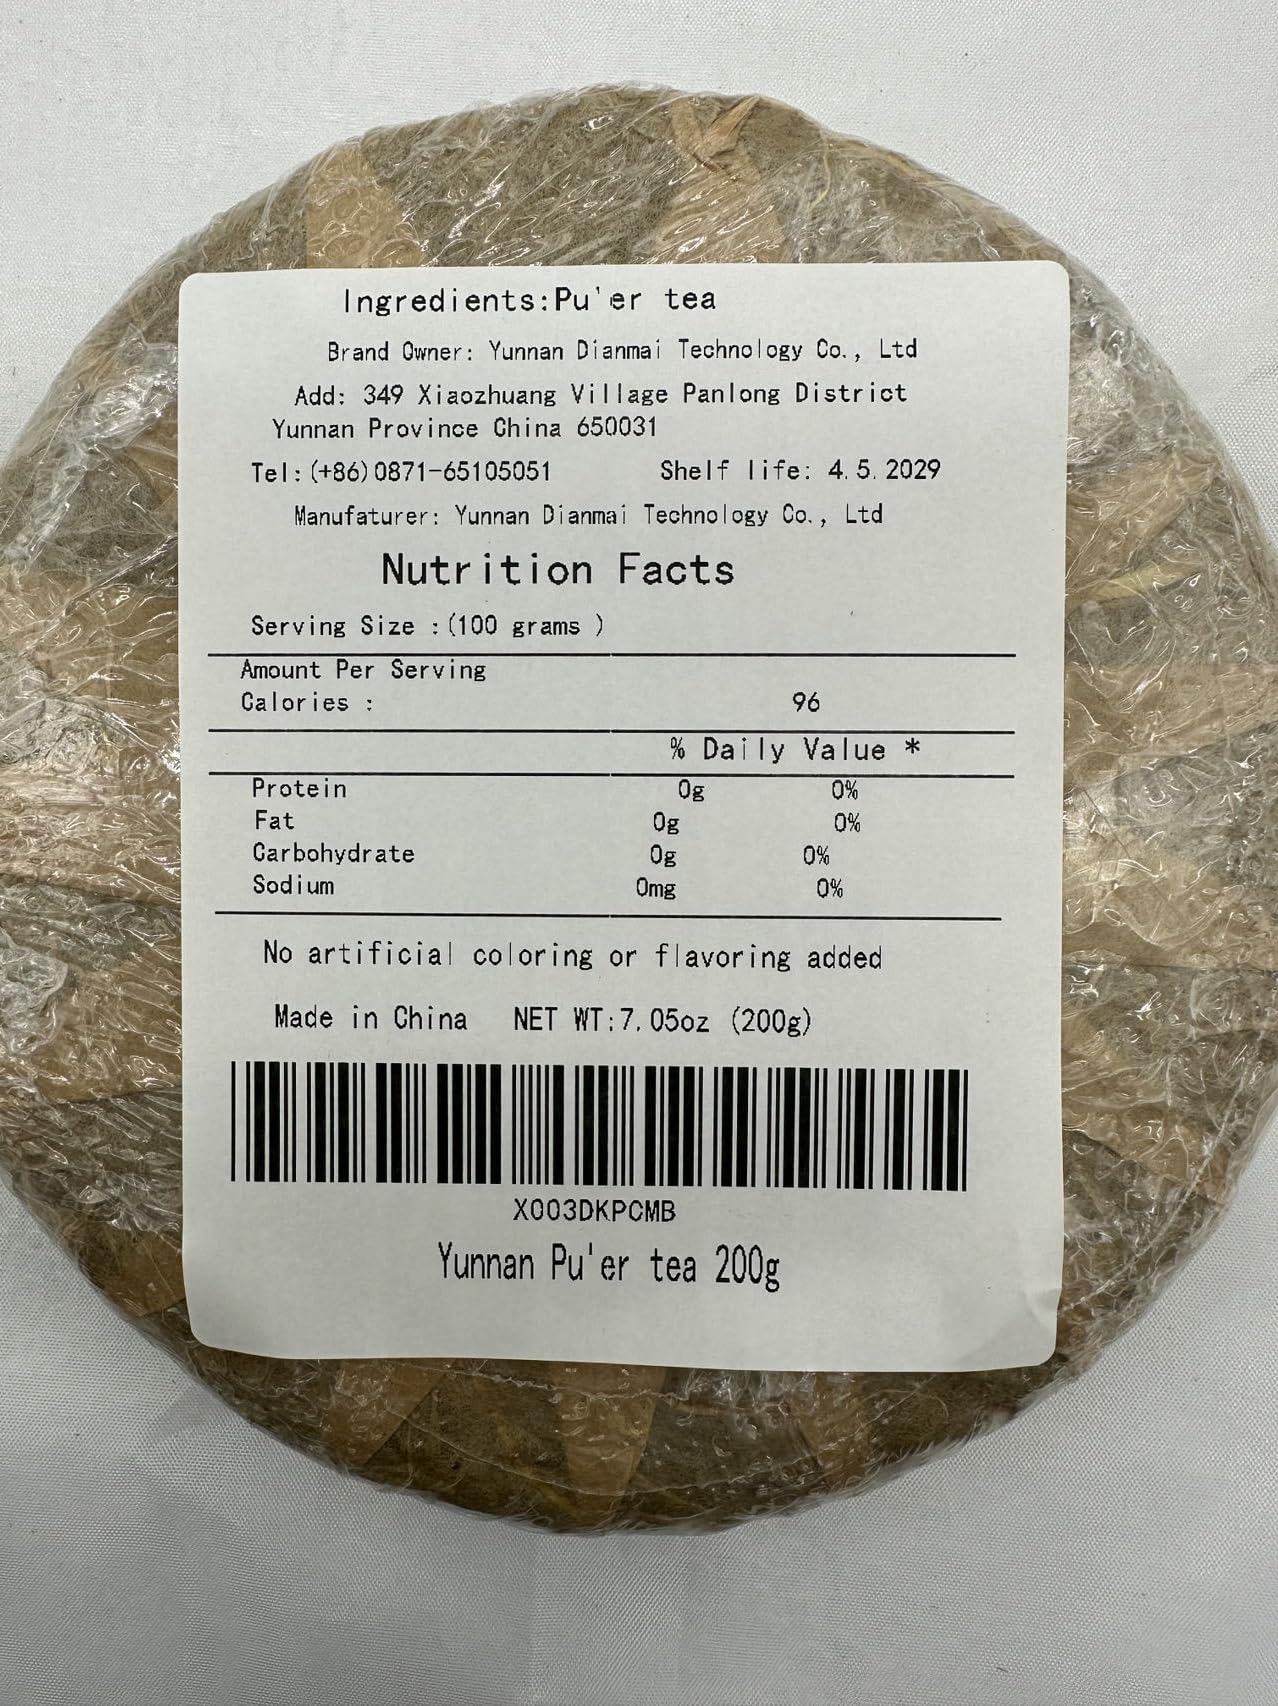 Ingredients:Pu'er tea
Brand Owner: Yunnan Dianmai Technology Co., Ltd
Add: 349 Xiaozhuang Village Panlong District
Yunnan Province China 650031
Tel:(+86)0871-65105051 Shelf life: 4.5.2029
Manufaturer: Yunnan Dianmai Technology Co., Ltd
Nutrition Facts
Serving Size :(100 grams )
Amount Per Serving
Calories : 96
% Daily Value *
Protein 0g 0%
Fat 0g 0%
Carbohydrate 0g 0%
Sodium 0mg 0%
No artificial coloring or flavoring added
Made in China NET WT:7.05oz (200g)
X003DKPCMB
Yunnan Pu'er tea 200g